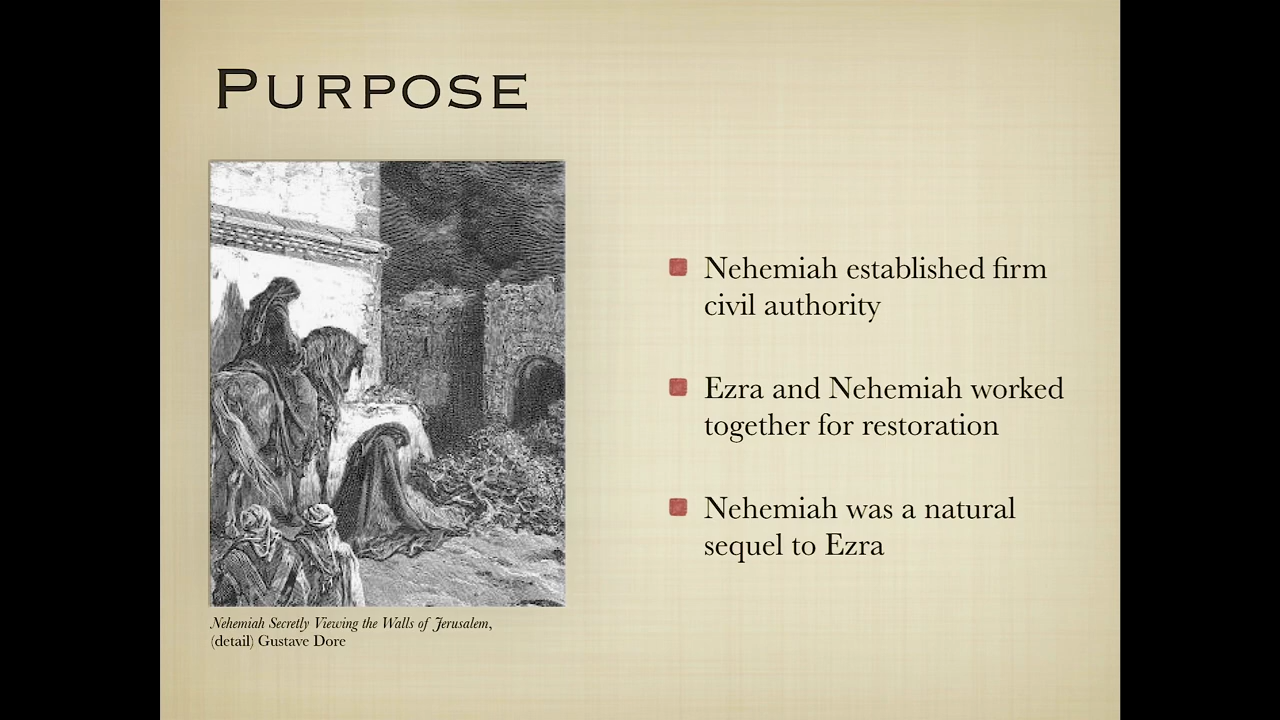 PURPOSE
Nehemiah established firm
civil authority
Ezra and Nehemiah worked
together for restoration
Nehemiah was a natural
sequel to Ezra
Nehemiah Secretly Viewing the Walls of Jerusalem,
(detail) Gustave Dore